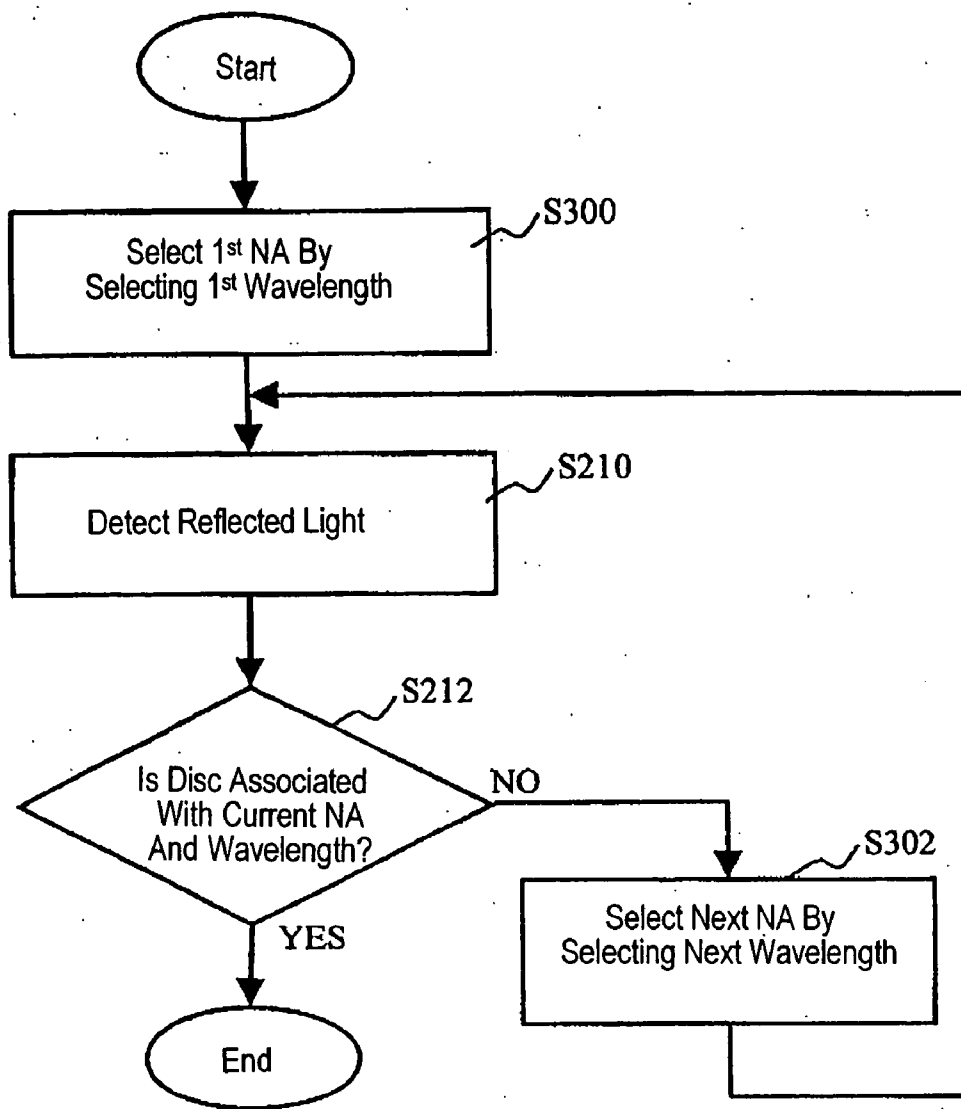 Start
S300
Select 1st NA By
Selecting 1st Wavelength
S210
Detect Reflected Light
S212
Is Disc Associated
With Current NA
And Wavelength?
NO
S302
Select Next NA By
Selecting Next Wavelength
YES
End